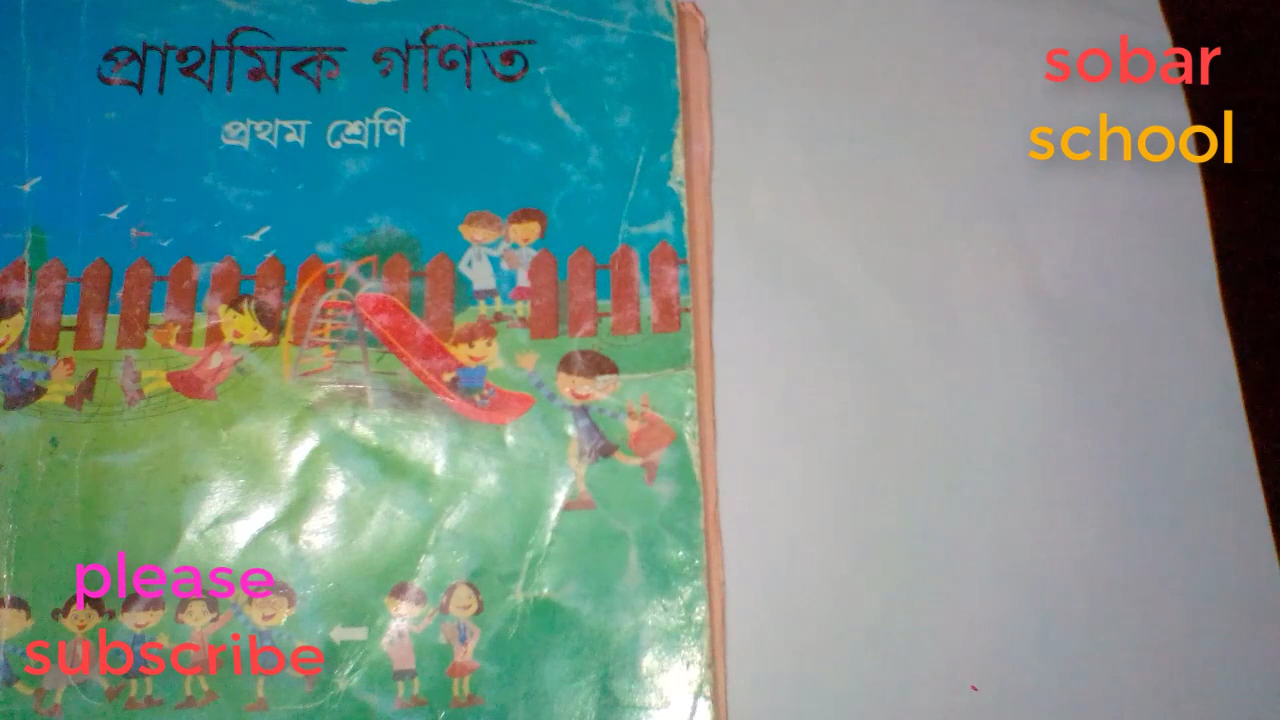 প্রাথমিক গণিত
প্রথম শ্রেণি
sobar
school
please
subscribe